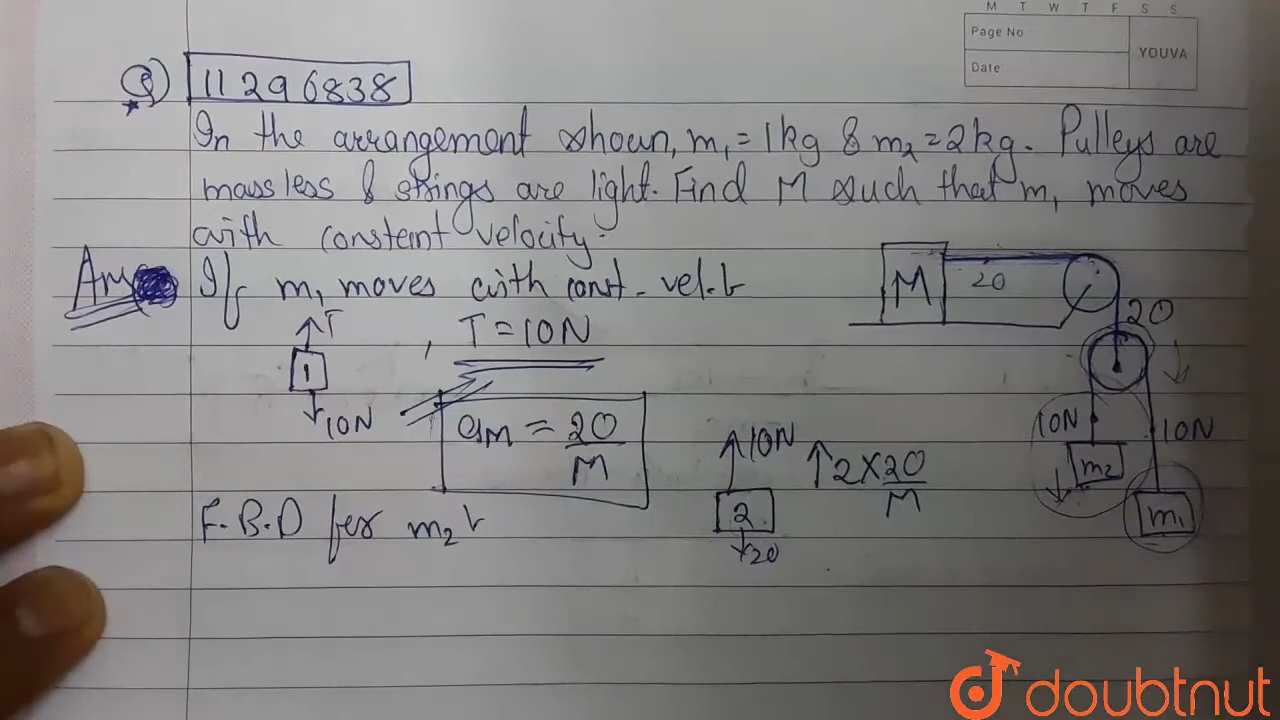 M T W T F S S
Page No
YOUVA
Date
Q) 11296838
In the arrangement shown, m₁ = 1kg & m₂ = 2kg. Pulleys are
massless & strings are light. Find M such that m₁ moves
with constant velocity.
Ans
If m₁ moves with const. vel.
T
, T = 10N
1
10N
a_M = 20/M
F.B.D for m₂
10N
2
20
2×20/M
M
20
20
10N
10N
m₂
m₁
doubtnut